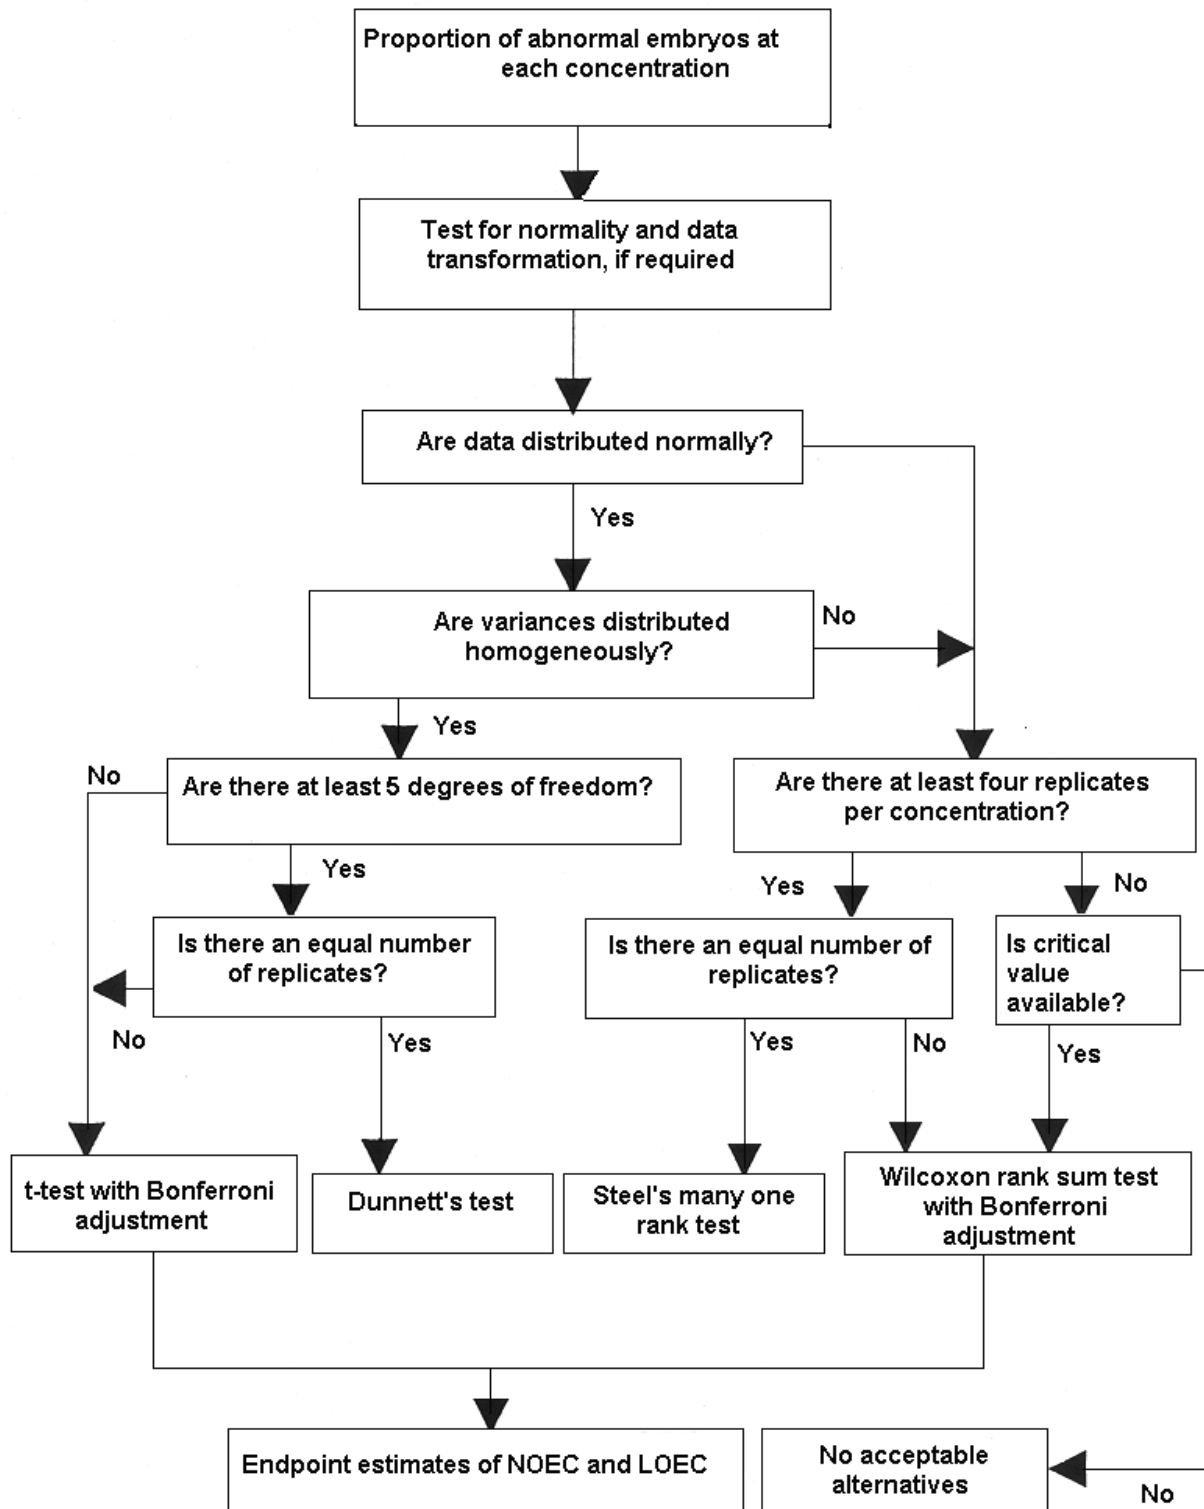 Proportion of abnormal embryos at
each concentration
Test for normality and data
transformation, if required
Are data distributed normally?
Yes
Are variances distributed
homogeneously?
No
Yes
No
Are there at least 5 degrees of freedom?
Are there at least four replicates
per concentration?
Yes
Yes
No
Is there an equal number
of replicates?
Is there an equal number of
replicates?
Is critical
value
available?
No
Yes
Yes
No
Yes
t-test with Bonferroni
adjustment
Dunnett's test
Steel's many one
rank test
Wilcoxon rank sum test
with Bonferroni
adjustment
Endpoint estimates of NOEC and LOEC
No acceptable
alternatives
No